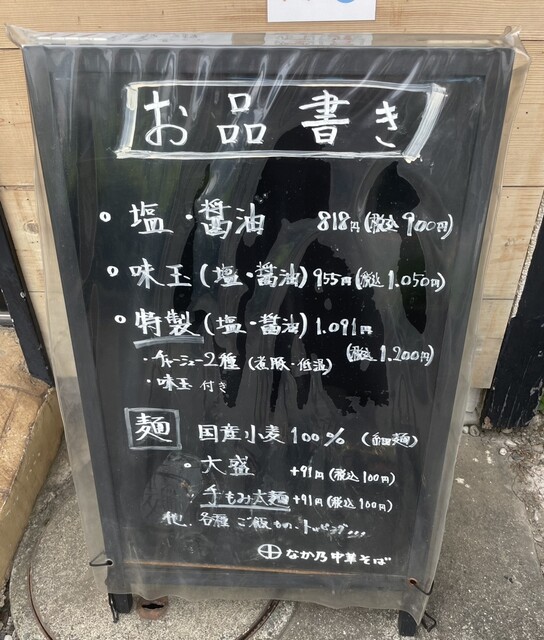 お品書き
塩・醤油 818円(税込900円)
味玉(塩・醤油)955円(税込1.050円)
特製(塩・醤油)1.091円
(税込1.200円)
・チャーシュー2種(煮豚・低温)
・味玉 付き
麺 国産小麦100%(細麺)
・大盛 +91円(税込100円)
手もみ太麺+91円(税込100円)
他、各種ご飯もの、トッピング、、、
なか乃中華そば